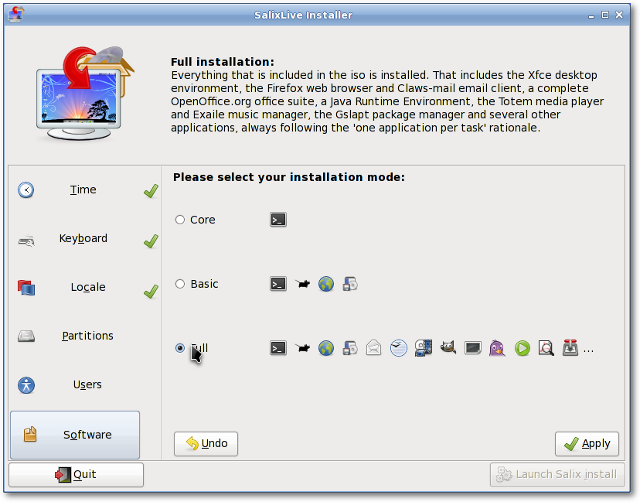 SalixLive Installer
Full installation:
Everything that is included in the iso is installed. That includes the Xfce desktop
environment, the Firefox web browser and Claws-mail email client, a complete
OpenOffice.org office suite, a Java Runtime Environment, the Totem media player
and Exaile music manager, the Gslapt package manager and several other
applications, always following the 'one application per task' rationale.
Time
Keyboard
Locale
Partitions
Users
Software
Please select your installation mode:
Core
Basic
Full
...
Undo
Apply
Quit
Launch Salix install